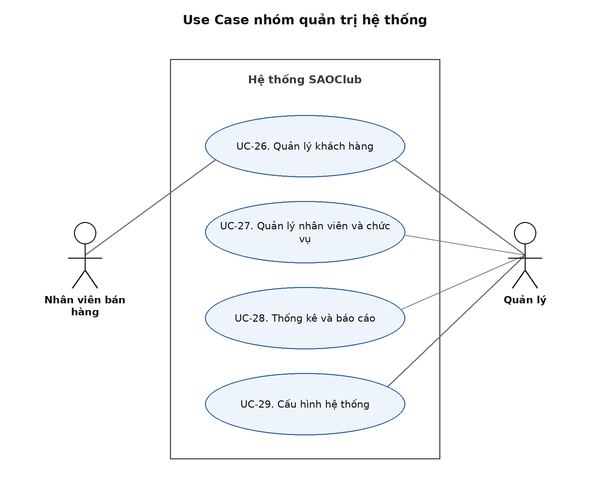 Use Case nhóm quản trị hệ thống
Hệ thống SAOClub
UC-26. Quản lý khách hàng
UC-27. Quản lý nhân viên và chức
vụ
Nhân viên bán
hàng
Quản lý
UC-28. Thống kê và báo cáo
UC-29. Cấu hình hệ thống